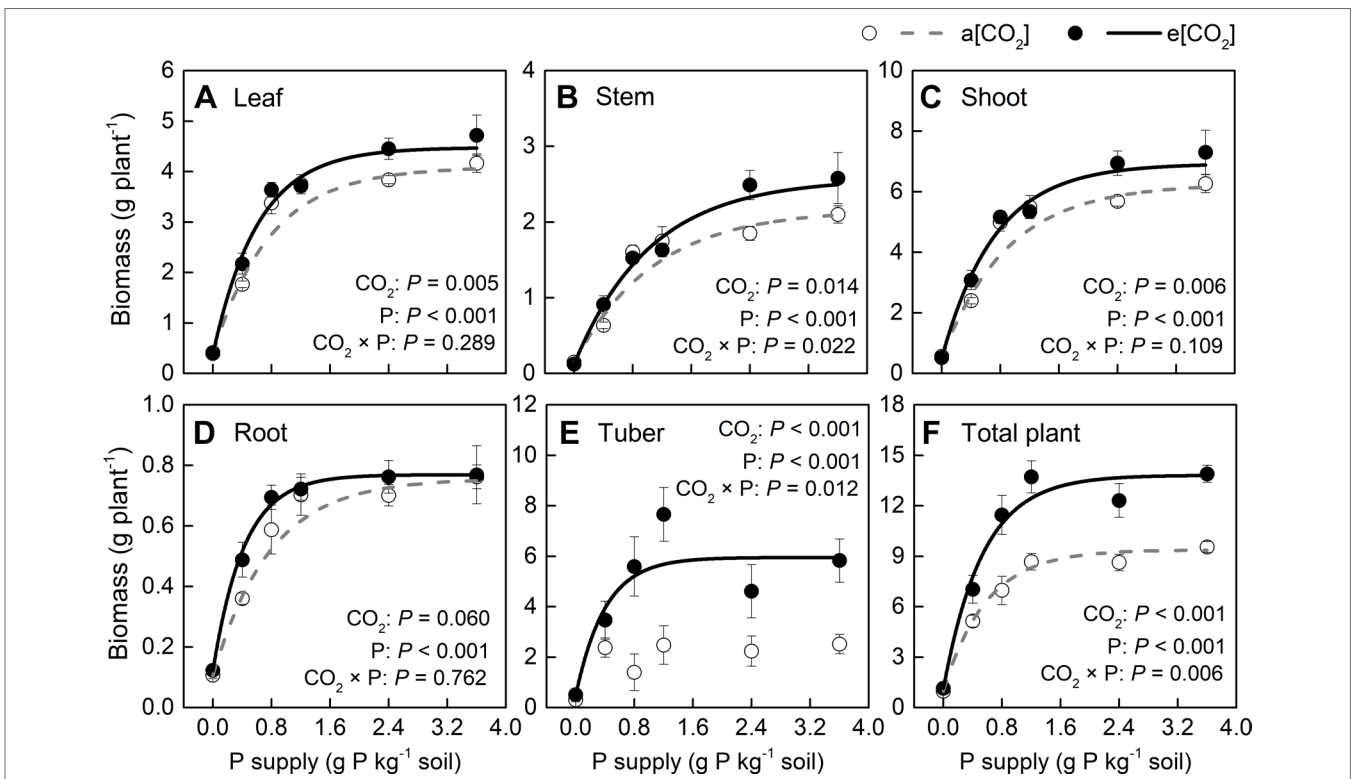 a[CO₂] e[CO₂]
Biomass (g plant⁻¹)
6
5
4
3
2
1
0
A Leaf
CO₂: P = 0.005
P: P < 0.001
CO₂ × P: P = 0.289
4
3
2
1
0
B Stem
CO₂: P = 0.014
P: P < 0.001
CO₂ × P: P = 0.022
10
8
6
4
2
0
C Shoot
CO₂: P = 0.006
P: P < 0.001
CO₂ × P: P = 0.109
Biomass (g plant⁻¹)
1.0
0.8
0.6
0.4
0.2
0.0
D Root
CO₂: P = 0.060
P: P < 0.001
CO₂ × P: P = 0.762
0.0 0.8 1.6 2.4 3.2 4.0
P supply (g P kg⁻¹ soil)
12
10
8
6
4
2
0
E Tuber
CO₂: P < 0.001
P: P < 0.001
CO₂ × P: P = 0.012
0.0 0.8 1.6 2.4 3.2 4.0
P supply (g P kg⁻¹ soil)
18
15
12
9
6
3
0
F Total plant
CO₂: P < 0.001
P: P < 0.001
CO₂ × P: P = 0.006
0.0 0.8 1.6 2.4 3.2 4.0
P supply (g P kg⁻¹ soil)